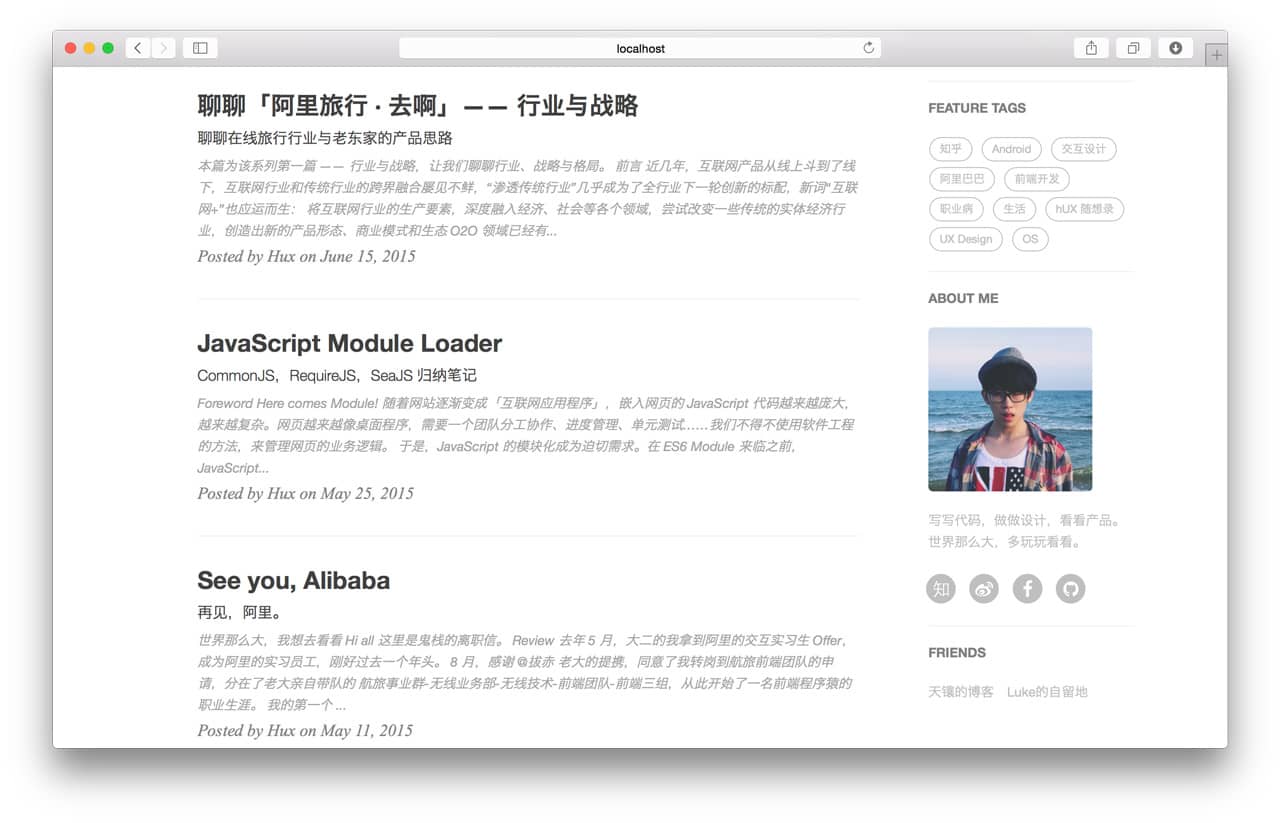 localhost
聊聊「阿里旅行 · 去啊」—— 行业与战略
聊聊在线旅行行业与老东家的产品思路
本篇为该系列第一篇 —— 行业与战略，让我们聊聊行业、战略与格局。 前言 近几年，互联网产品从线上斗到了线
下，互联网行业和传统行业的跨界融合屡见不鲜，“渗透传统行业”几乎成为了全行业下一轮创新的标配，新词“互联
网+”也应运而生： 将互联网行业的生产要素，深度融入经济、社会等各个领域，尝试改变一些传统的实体经济行
业，创造出新的产品形态、商业模式和生态 O2O 领域已经有...
Posted by Hux on June 15, 2015
JavaScript Module Loader
CommonJS，RequireJS，SeaJS 归纳笔记
Foreword Here comes Module! 随着网站逐渐变成「互联网应用程序」，嵌入网页的 JavaScript 代码越来越庞大，
越来越复杂。网页越来越像桌面程序，需要一个团队分工协作、进度管理、单元测试……我们不得不使用软件工程
的方法，来管理网页的业务逻辑。 于是，JavaScript 的模块化成为迫切需求。在 ES6 Module 来临之前，
JavaScript...
Posted by Hux on May 25, 2015
See you, Alibaba
再见，阿里。
世界那么大，我想去看看 Hi all 这里是鬼栈的离职信。 Review 去年 5 月，大二的我拿到阿里的交互实习生 Offer，
成为阿里的实习员工，刚好过去一个年头。 8 月，感谢 @拔赤 老大的提携，同意了我转岗到航旅前端团队的申
请，分在了老大亲自带队的 航旅事业群-无线业务部-无线技术-前端团队-前端三组，从此开始了一名前端程序猿的
职业生涯。 我的第一个 ...
Posted by Hux on May 11, 2015
FEATURE TAGS
知乎 Android 交互设计
阿里巴巴 前端开发
职业病 生活 hUX 随想录
UX Design OS
ABOUT ME
写写代码，做做设计，看看产品。
世界那么大，多玩玩看看。
知
FRIENDS
天镶的博客 Luke的自留地